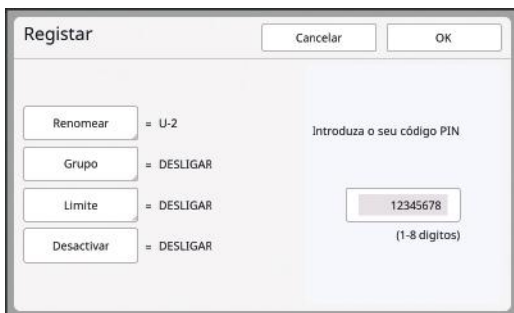 Registar
Cancelar
OK
Renomear = U-2
Grupo = DESLIGAR
Limite = DESLIGAR
Desactivar = DESLIGAR
Introduza o seu código PIN
12345678
(1-8 digitos)